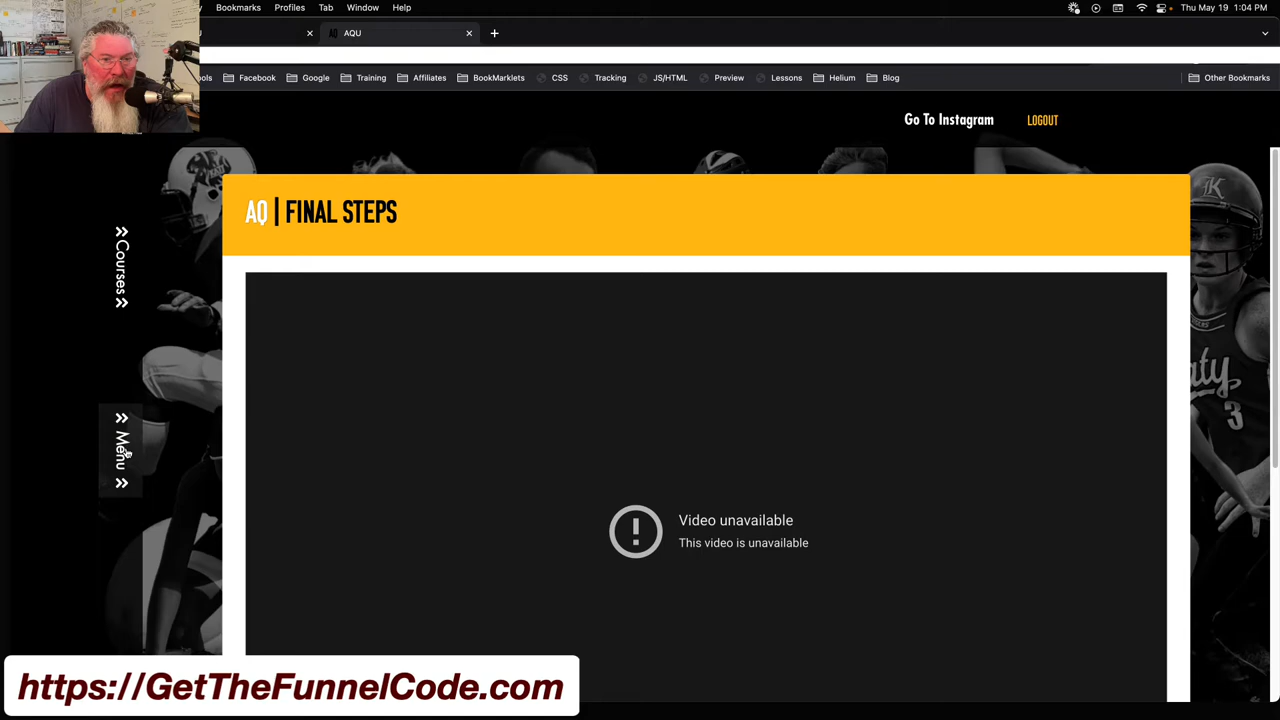 Bookmarks Profiles Tab Window Help Thu May 19 1:04 PM
AQU
Facebook Google Training Affiliates BookMarklets CSS Tracking JS/HTML Preview Lessons Helium Blog Other Bookmarks
Go To Instagram LOGOUT
AQ | FINAL STEPS
Courses
Menu
Video unavailable
This video is unavailable
K
aty
3
https://GetTheFunnelCode.com